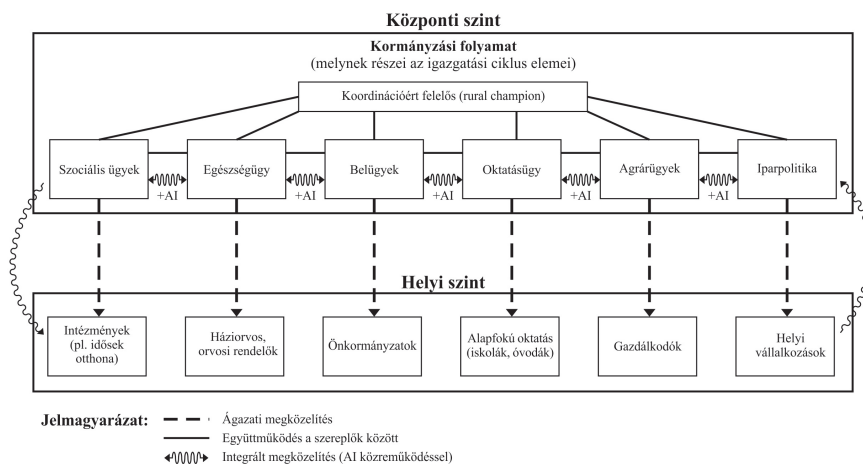 Központi szint
Kormányzási folyamat
(melynek részei az igazgatási ciklus elemei)
Koordinációért felelős (rural champion)
Szociális ügyek
Egészségügy
Belügyek
Oktatásügy
Agrárügyek
Iparpolitika
+AI
+AI
+AI
+AI
+AI
Helyi szint
Intézmények
(pl. idősek
otthona)
Háziorvos,
orvosi rendelők
Önkormányzatok
Alapfokú oktatás
(iskolák, óvodák)
Gazdálkodók
Helyi
vállalkozások
Jelmagyarázat:
Ágazati megközelítés
Együttműködés a szereplők között
Integrált megközelítés (AI közreműködéssel)